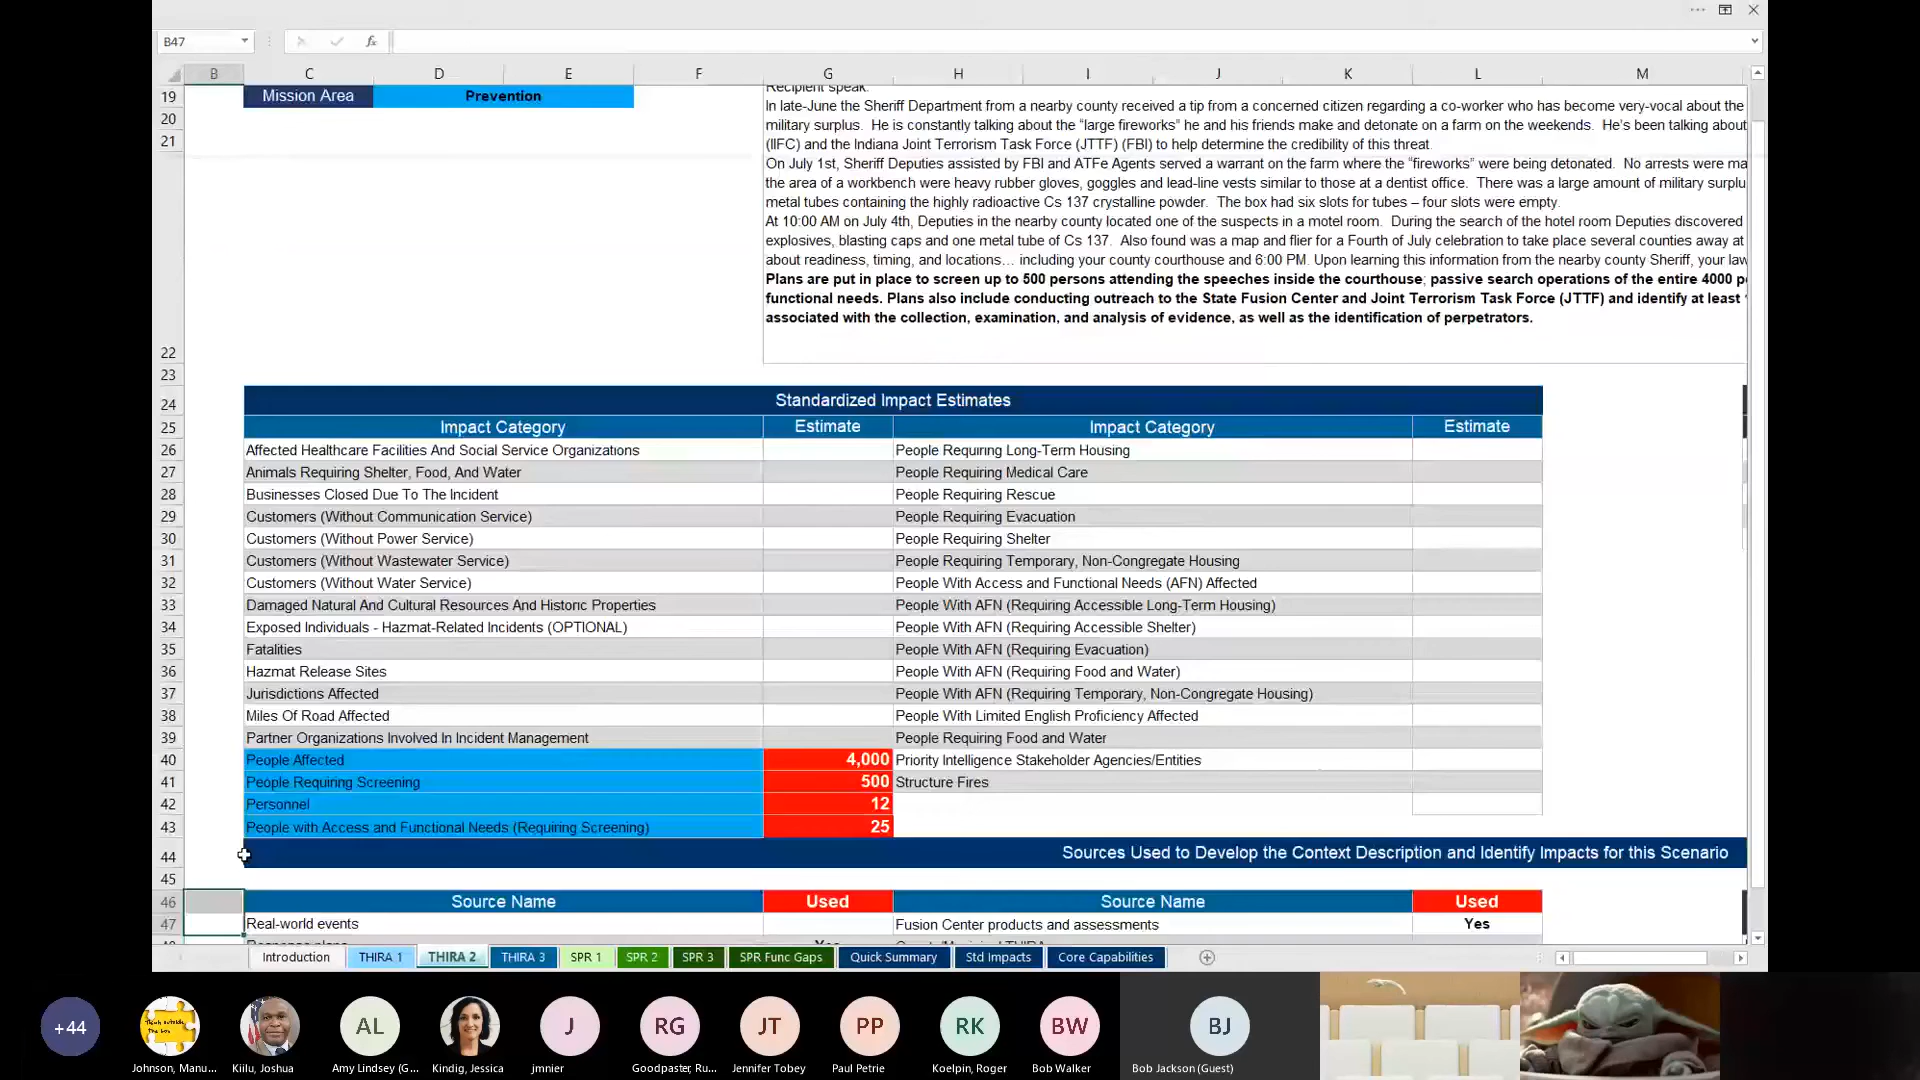 B47
B C D E F G H I J K L M
19 Mission Area Prevention
Recipient speak:
20 In late-June the Sheriff Department from a nearby county received a tip from a concerned citizen regarding a co-worker who has become very-vocal about the
military surplus. He is constantly talking about the “large fireworks” he and his friends make and detonate on a farm on the weekends. He’s been talking about
21 (IIFC) and the Indiana Joint Terrorism Task Force (JTTF) (FBI) to help determine the credibility of this threat.
On July 1st, Sheriff Deputies assisted by FBI and ATFe Agents served a warrant on the farm where the “fireworks” were being detonated. No arrests were ma
the area of a workbench were heavy rubber gloves, goggles and lead-line vests similar to those at a dentist office. There was a large amount of military surplu
metal tubes containing the highly radioactive Cs 137 crystalline powder. The box had six slots for tubes – four slots were empty.
At 10:00 AM on July 4th, Deputies in the nearby county located one of the suspects in a motel room. During the search of the hotel room Deputies discovered
explosives, blasting caps and one metal tube of Cs 137. Also found was a map and flier for a Fourth of July celebration to take place several counties away at
about readiness, timing, and locations… including your county courthouse and 6:00 PM. Upon learning this information from the nearby county Sheriff, your law
Plans are put in place to screen up to 500 persons attending the speeches inside the courthouse; passive search operations of the entire 4000 p
functional needs. Plans also include conducting outreach to the State Fusion Center and Joint Terrorism Task Force (JTTF) and identify at least
associated with the collection, examination, and analysis of evidence, as well as the identification of perpetrators.
22
23
24 Standardized Impact Estimates
25 Impact Category Estimate Impact Category Estimate
26 Affected Healthcare Facilities And Social Service Organizations People Requiring Long-Term Housing
27 Animals Requiring Shelter, Food, And Water People Requiring Medical Care
28 Businesses Closed Due To The Incident People Requiring Rescue
29 Customers (Without Communication Service) People Requiring Evacuation
30 Customers (Without Power Service) People Requiring Shelter
31 Customers (Without Wastewater Service) People Requiring Temporary, Non-Congregate Housing
32 Customers (Without Water Service) People With Access and Functional Needs (AFN) Affected
33 Damaged Natural And Cultural Resources And Historic Properties People With AFN (Requiring Accessible Long-Term Housing)
34 Exposed Individuals - Hazmat-Related Incidents (OPTIONAL) People With AFN (Requiring Accessible Shelter)
35 Fatalities People With AFN (Requiring Evacuation)
36 Hazmat Release Sites People With AFN (Requiring Food and Water)
37 Jurisdictions Affected People With AFN (Requiring Temporary, Non-Congregate Housing)
38 Miles Of Road Affected People With Limited English Proficiency Affected
39 Partner Organizations Involved In Incident Management People Requiring Food and Water
40 People Affected 4,000 Priority Intelligence Stakeholder Agencies/Entities
41 People Requiring Screening 500 Structure Fires
42 Personnel 12
43 People with Access and Functional Needs (Requiring Screening) 25
44 Sources Used to Develop the Context Description and Identify Impacts for this Scenario
45
46 Source Name Used Source Name Used
47 Real-world events Fusion Center products and assessments Yes
Introduction THIRA 1 THIRA 2 THIRA 3 SPR 1 SPR 2 SPR 3 SPR Func Gaps Quick Summary Std Impacts Core Capabilities
+44 AL J RG JT PP RK BW BJ
Johnson, Manu... Kiilu, Joshua Amy Lindsey (G... Kindig, Jessica jmnier Goodpaster, Ru... Jennifer Tobey Paul Petrie Koelpin, Roger Bob Walker Bob Jackson (Guest)